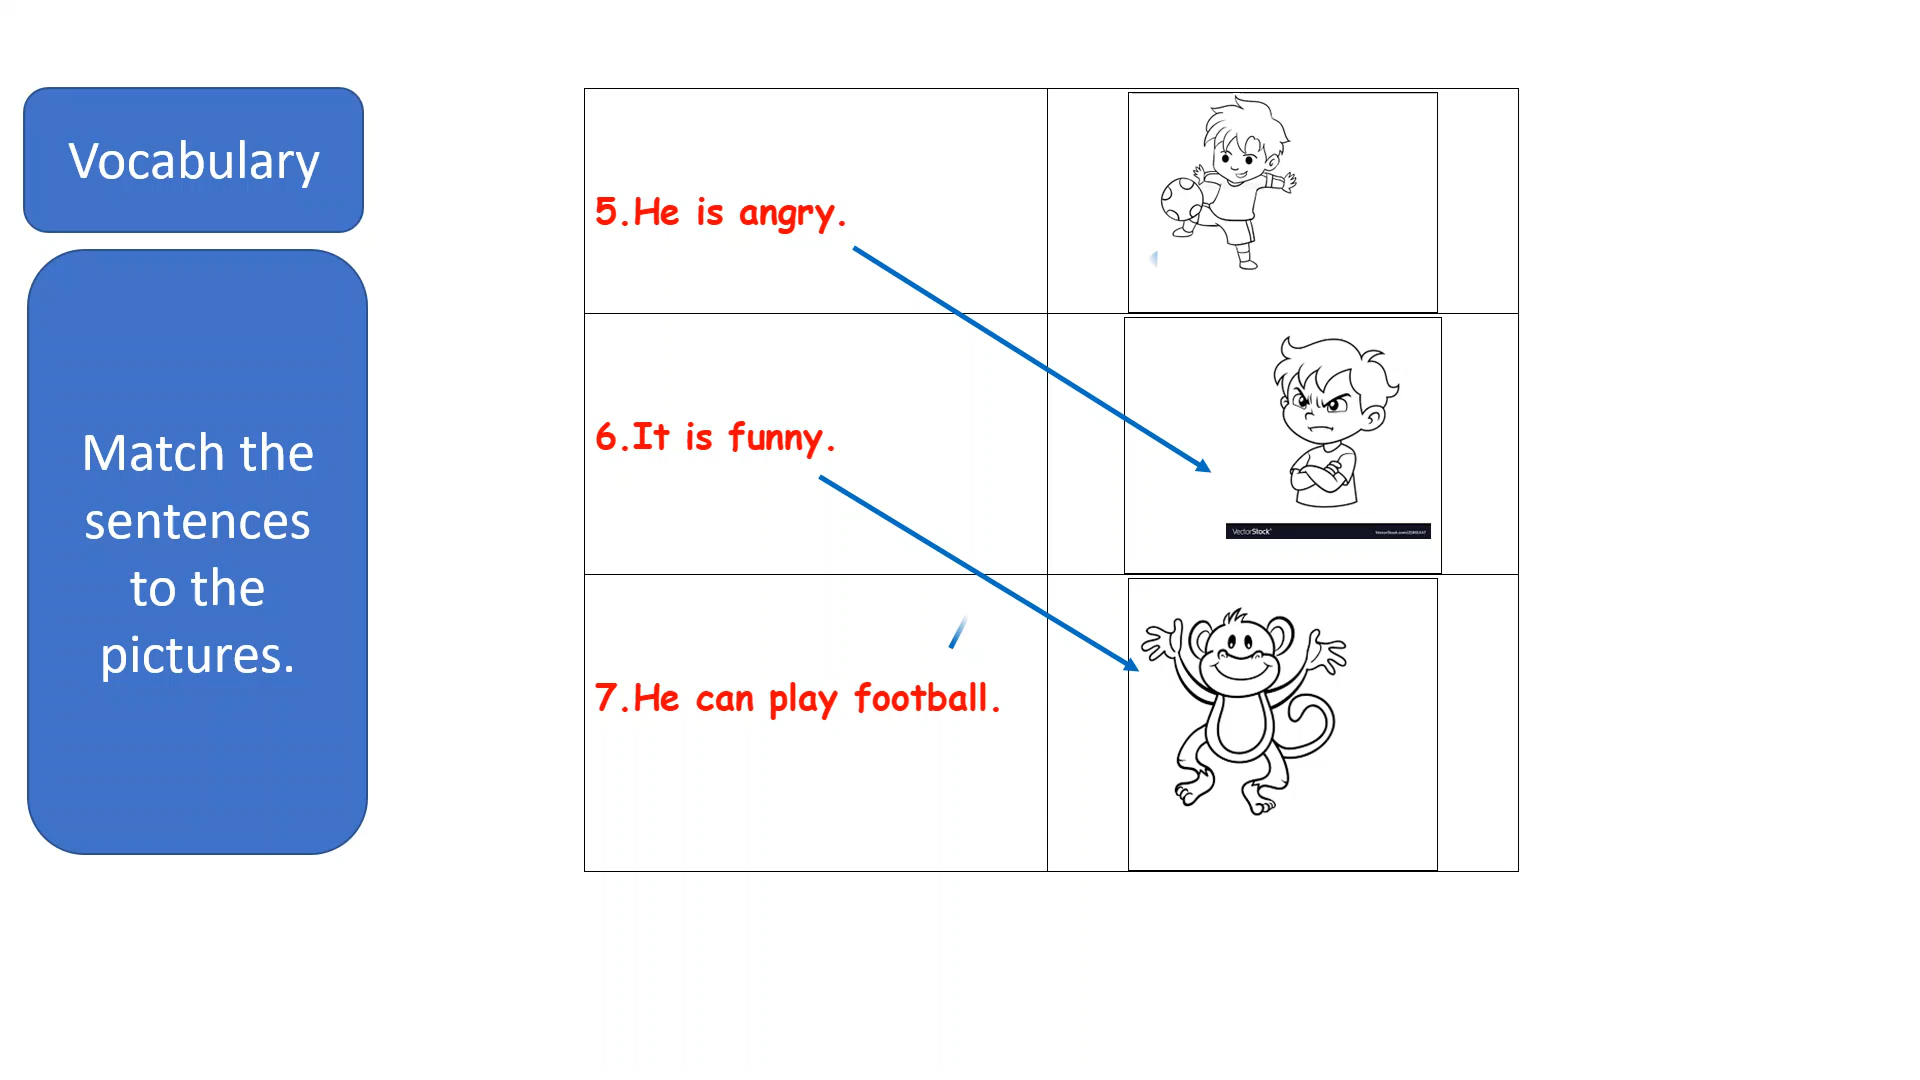 Vocabulary
Match the
sentences
to the
pictures.
5.He is angry.
6.It is funny.
7.He can play football.
VectorStock